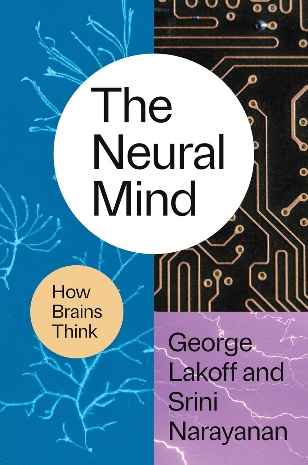 The
Neural
Mind
How
Brains
Think
George
Lakoff and
Srini
Narayanan